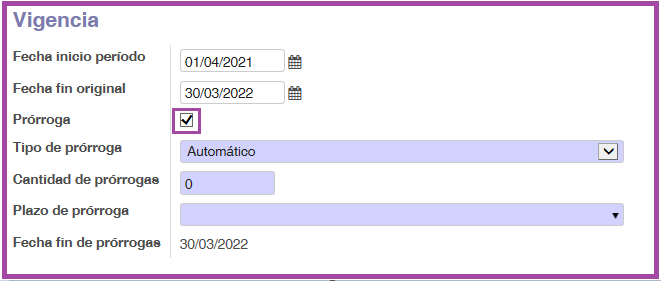 Vigencia
Fecha inicio período 01/04/2021
Fecha fin original 30/03/2022
Prórroga
Tipo de prórroga Automático
Cantidad de prórrogas 0
Plazo de prórroga
Fecha fin de prórrogas 30/03/2022